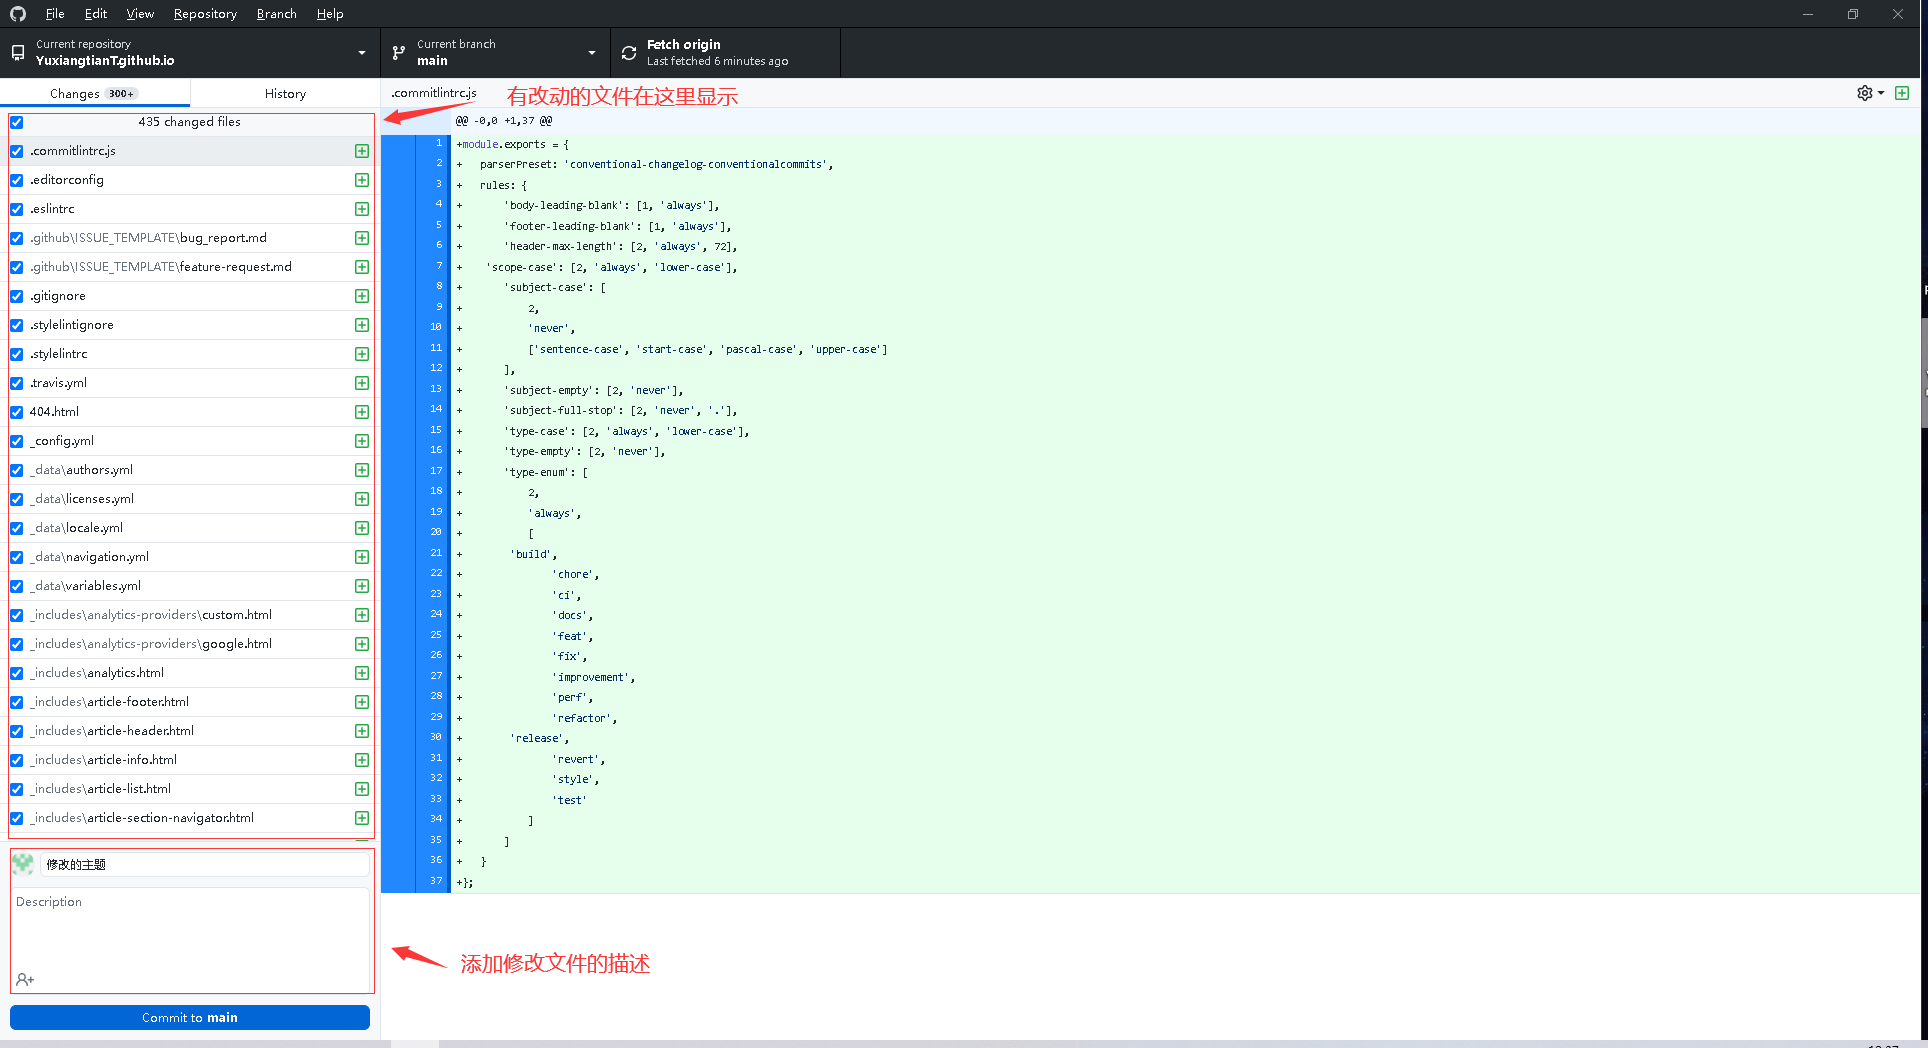 File Edit View Repository Branch Help
Current repository
YuxiangtianT.github.io
Current branch
main
Fetch origin
Last fetched 6 minutes ago
Changes 300+
History
435 changed files
.commitlintrc.js
.editorconfig
.eslintrc
.github\ISSUE_TEMPLATE\bug_report.md
.github\ISSUE_TEMPLATE\feature-request.md
.gitignore
.stylelintignore
.stylelintrc
.travis.yml
404.html
_config.yml
_data\authors.yml
_data\licenses.yml
_data\locale.yml
_data\navigation.yml
_data\variables.yml
_includes\analytics-providers\custom.html
_includes\analytics-providers\google.html
_includes\analytics.html
_includes\article-footer.html
_includes\article-header.html
_includes\article-info.html
_includes\article-list.html
_includes\article-section-navigator.html
修改的主题
Description
Commit to main
.commitlintrc.js
有改动的文件在这里显示
@@ -0,0 +1,37 @@
1 +module.exports = {
2 + parserPreset: 'conventional-changelog-conventionalcommits',
3 + rules: {
4 + 'body-leading-blank': [1, 'always'],
5 + 'footer-leading-blank': [1, 'always'],
6 + 'header-max-length': [2, 'always', 72],
7 + 'scope-case': [2, 'always', 'lower-case'],
8 + 'subject-case': [
9 + 2,
10 + 'never',
11 + ['sentence-case', 'start-case', 'pascal-case', 'upper-case']
12 + ],
13 + 'subject-empty': [2, 'never'],
14 + 'subject-full-stop': [2, 'never', '.'],
15 + 'type-case': [2, 'always', 'lower-case'],
16 + 'type-empty': [2, 'never'],
17 + 'type-enum': [
18 + 2,
19 + 'always',
20 + [
21 + 'build',
22 + 'chore',
23 + 'ci',
24 + 'docs',
25 + 'feat',
26 + 'fix',
27 + 'improvement',
28 + 'perf',
29 + 'refactor',
30 + 'release',
31 + 'revert',
32 + 'style',
33 + 'test'
34 + ]
35 + ]
36 + }
37 +};
添加修改文件的描述